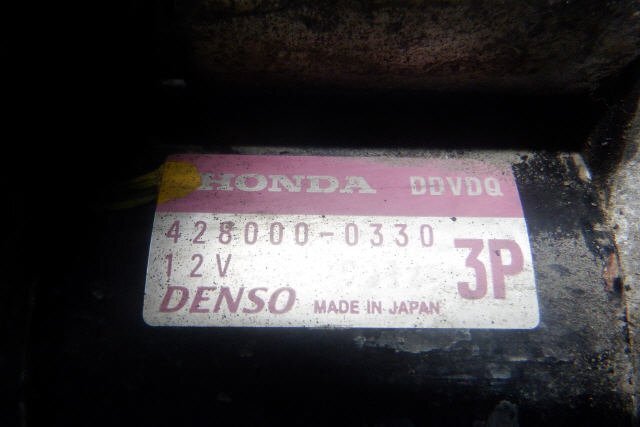 HONDA DDVDQ
428000-0330
12V 3P
DENSO MADE IN JAPAN